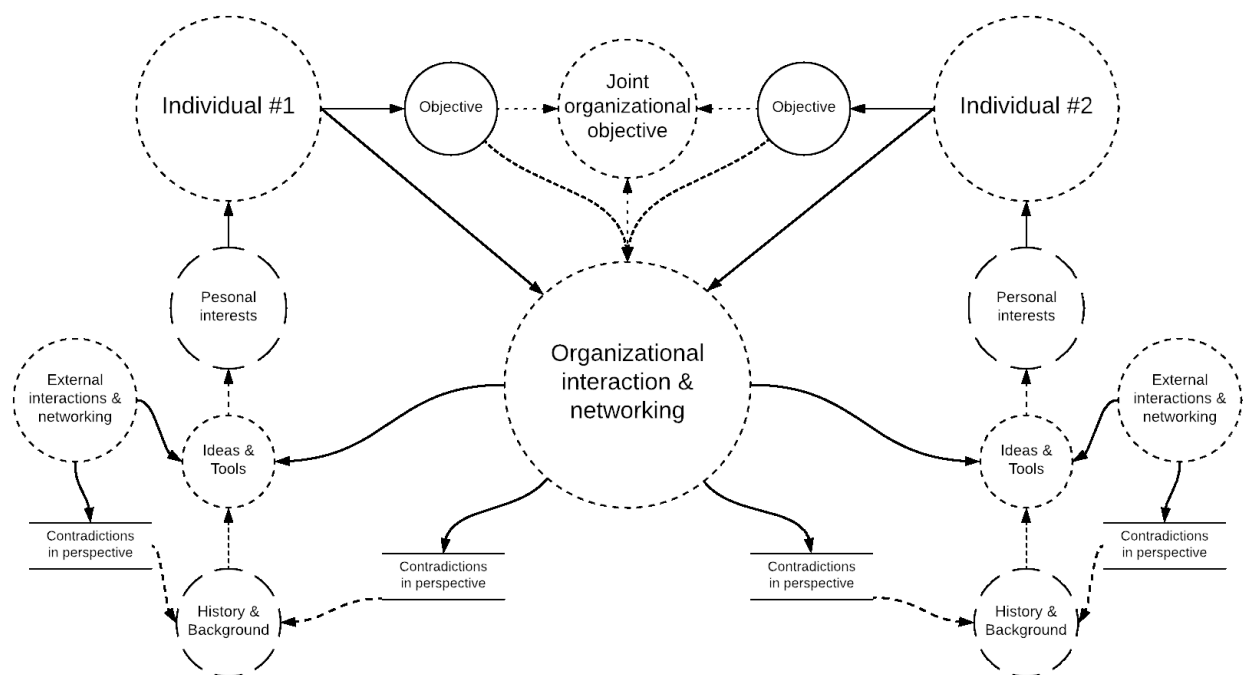 Individual #1
Objective
Joint
organizational
objective
Objective
Individual #2
Pesonal
interests
Personal
interests
External
interactions &
networking
Organizational
interaction &
networking
External
interactions &
networking
Ideas &
Tools
Ideas &
Tools
Contradictions
in perspective
Contradictions
in perspective
Contradictions
in perspective
Contradictions
in perspective
History &
Background
History &
Background